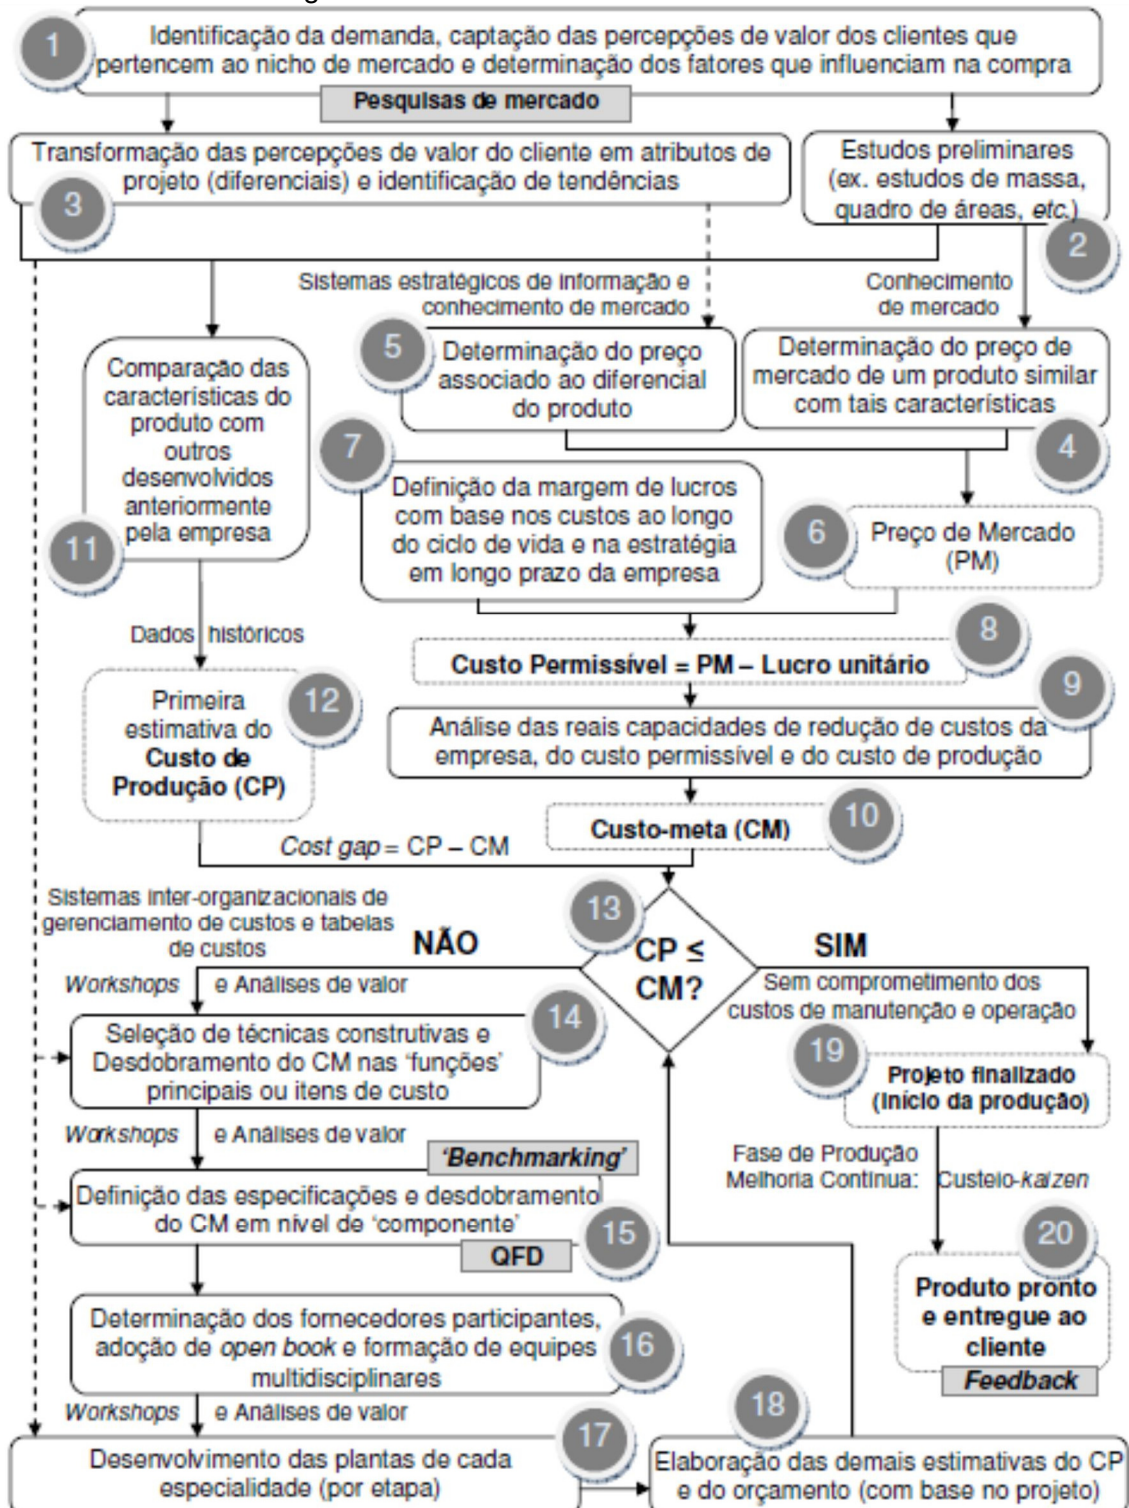 1
Identificação da demanda, captação das percepções de valor dos clientes que
pertencem ao nicho de mercado e determinação dos fatores que influenciam na compra
Pesquisas de mercado
Transformação das percepções de valor do cliente em atributos de
projeto (diferenciais) e identificação de tendências
3
Estudos preliminares
(ex. estudos de massa,
quadro de áreas, etc.)
2
Sistemas estratégicos de informação e
conhecimento de mercado
Conhecimento
de mercado
5
Determinação do preço
associado ao diferencial
do produto
Determinação do preço de
mercado de um produto similar
com tais características
4
Comparação das
características do
produto com
outros
desenvolvidos
anteriormente
pela empresa
11
7
Definição da margem de lucros
com base nos custos ao longo
do ciclo de vida e na estratégia
em longo prazo da empresa
6
Preço de Mercado
(PM)
Dados históricos
8
Custo Permissível = PM – Lucro unitário
9
Análise das reais capacidades de redução de custos da
empresa, do custo permissível e do custo de produção
12
Primeira
estimativa do
Custo de
Produção (CP)
10
Custo-meta (CM)
Cost gap = CP – CM
Sistemas inter-organizacionais de
gerenciamento de custos e tabelas
de custos
13
CP ≤
CM?
NÃO
SIM
Workshops e Análises de valor
Sem comprometimento dos
custos de manutenção e operação
14
Seleção de técnicas construtivas e
Desdobramento do CM nas 'funções'
principais ou itens de custo
19
Projeto finalizado
(Início da produção)
Workshops e Análises de valor
'Benchmarking'
Definição das especificações e desdobramento
do CM em nível de 'componente'
15
QFD
Fase de Produção
Melhoria Contínua: Custeio-kaizen
20
Produto pronto
e entregue ao
cliente
Feedback
Determinação dos fornecedores participantes,
adoção de open book e formação de equipes
multidisciplinares
16
Workshops e Análises de valor
17
Desenvolvimento das plantas de cada
especialidade (por etapa)
18
Elaboração das demais estimativas do CP
e do orçamento (com base no projeto)